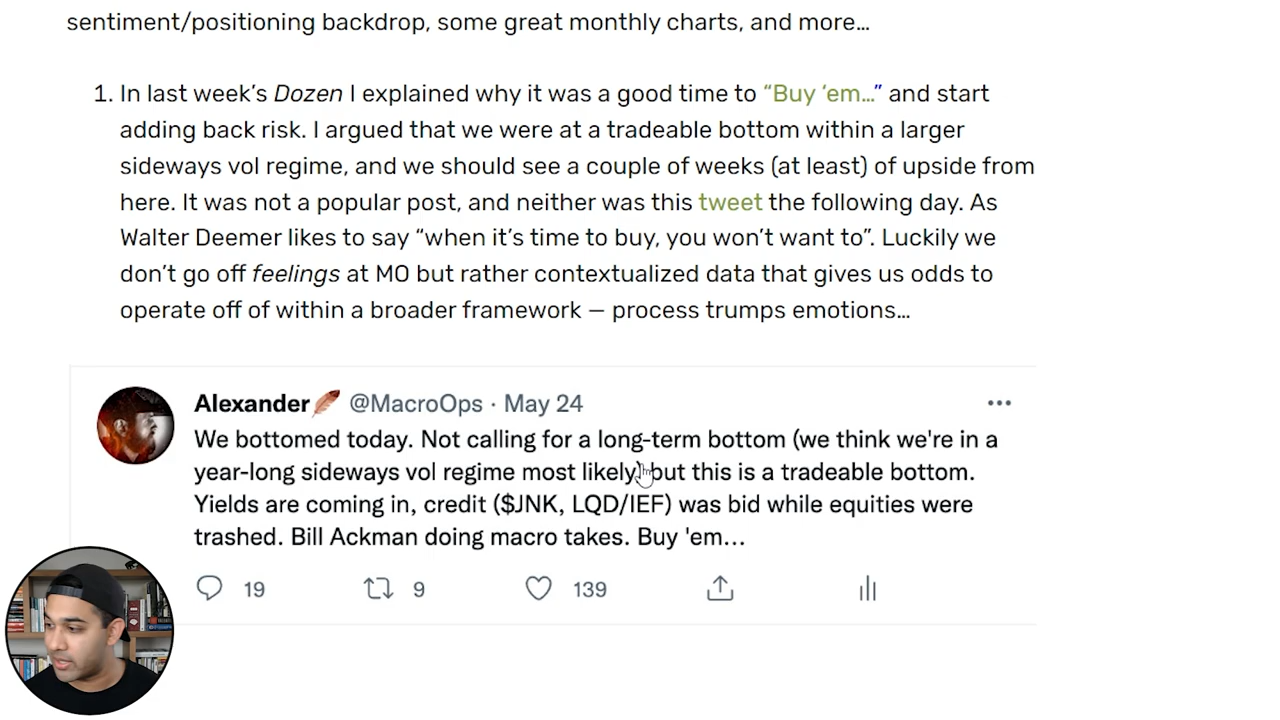 sentiment/positioning backdrop, some great monthly charts, and more…
1. In last week’s Dozen I explained why it was a good time to “Buy ‘em…” and start
adding back risk. I argued that we were at a tradeable bottom within a larger
sideways vol regime, and we should see a couple of weeks (at least) of upside from
here. It was not a popular post, and neither was this tweet the following day. As
Walter Deemer likes to say “when it’s time to buy, you won’t want to”. Luckily we
don’t go off feelings at MO but rather contextualized data that gives us odds to
operate off of within a broader framework — process trumps emotions…
Alexander🪶 @MacroOps · May 24
We bottomed today. Not calling for a long-term bottom (we think we're in a
year-long sideways vol regime most likely) but this is a tradeable bottom.
Yields are coming in, credit ($JNK, LQD/IEF) was bid while equities were
trashed. Bill Ackman doing macro takes. Buy 'em...
19 9 139